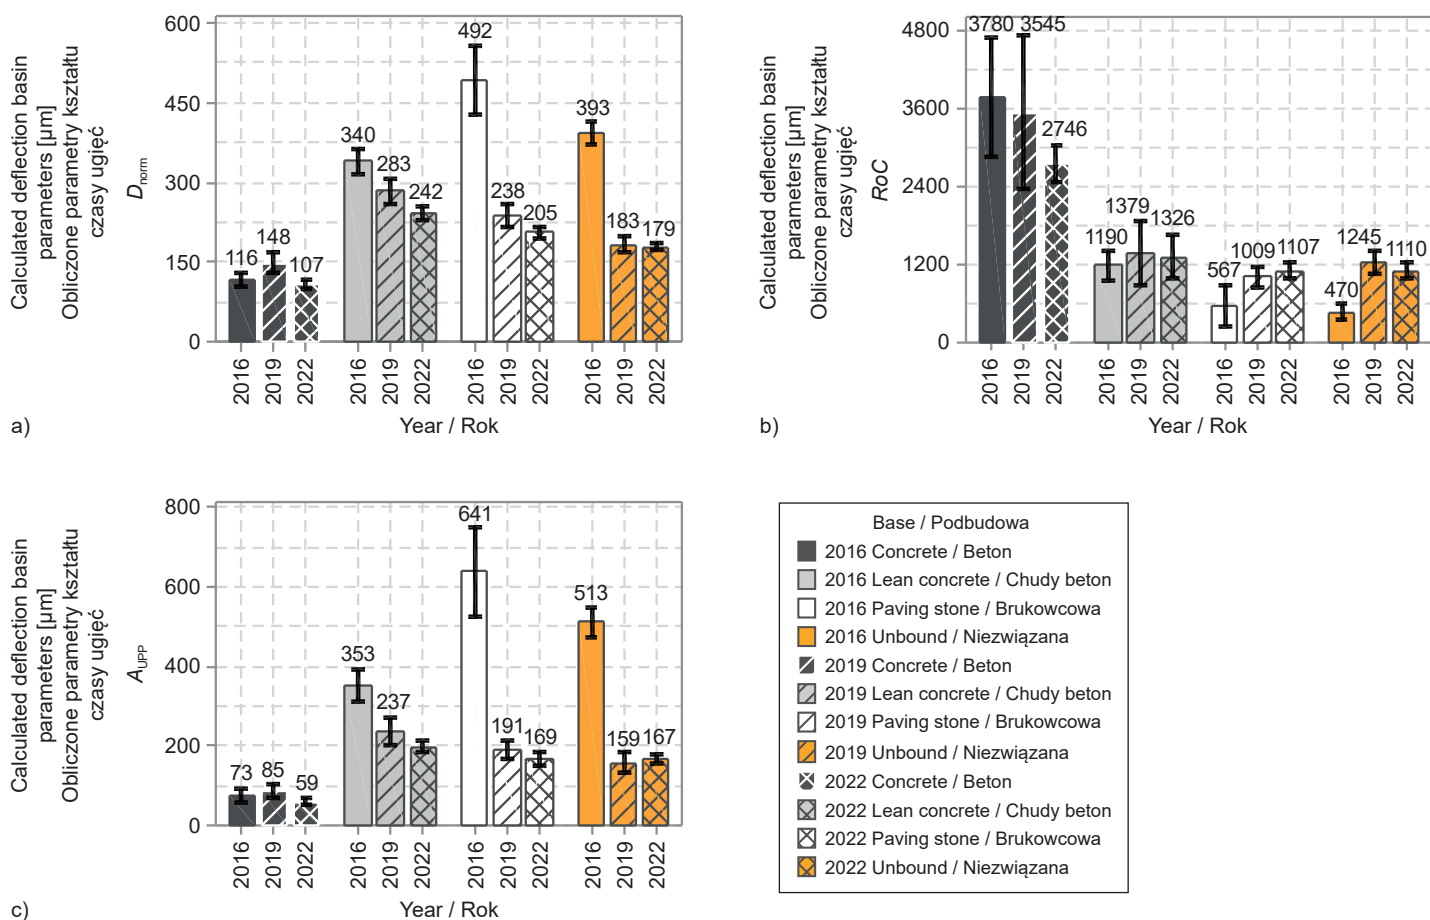 Calculated deflection basin
parameters [µm]
Obliczone parametry kształtu
czasy ugięć
D norm
600
450
300
150
0
116
148
107
340
283
242
492
238
205
393
183
179
2016 2019 2022 2016 2019 2022 2016 2019 2022 2016 2019 2022
Year / Rok
a)
Calculated deflection basin
parameters [µm]
Obliczone parametry kształtu
czasy ugięć
RoC
4800
3600
2400
1200
0
3780
3545
2746
1190
1379
1326
567
1009
1107
470
1245
1110
2016 2019 2022 2016 2019 2022 2016 2019 2022 2016 2019 2022
Year / Rok
b)
Calculated deflection basin
parameters [µm]
Obliczone parametry kształtu
czasy ugięć
A UPP
800
600
400
200
0
73
85
59
353
237
641
191
169
513
159
167
2016 2019 2022 2016 2019 2022 2016 2019 2022 2016 2019 2022
Year / Rok
c)
Base / Podbudowa
2016 Concrete / Beton
2016 Lean concrete / Chudy beton
2016 Paving stone / Brukowcowa
2016 Unbound / Niezwiązana
2019 Concrete / Beton
2019 Lean concrete / Chudy beton
2019 Paving stone / Brukowcowa
2019 Unbound / Niezwiązana
2022 Concrete / Beton
2022 Lean concrete / Chudy beton
2022 Paving stone / Brukowcowa
2022 Unbound / Niezwiązana